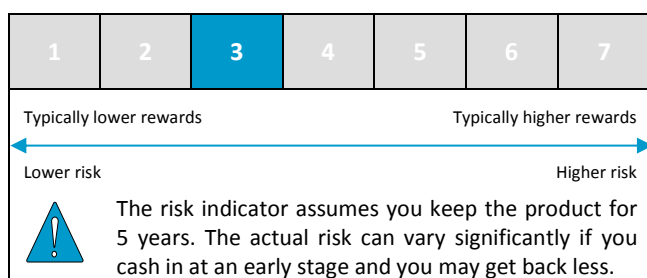 1 2 3 4 5 6 7
Typically lower rewards Typically higher rewards
Lower risk Higher risk
The risk indicator assumes you keep the product for
5 years. The actual risk can vary significantly if you
cash in at an early stage and you may get back less.